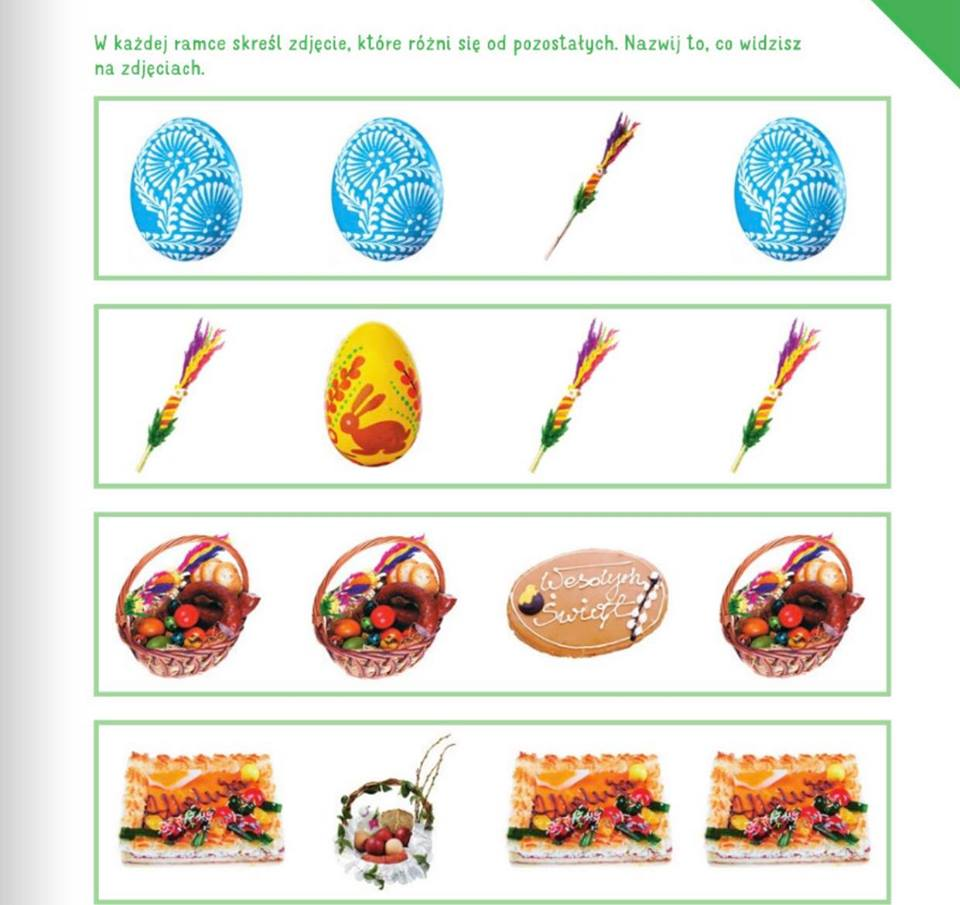 W każdej ramce skreśl zdjęcie, które różni się od pozostałych. Nazwij to, co widzisz
na zdjęciach.
Wesołych
Świąt